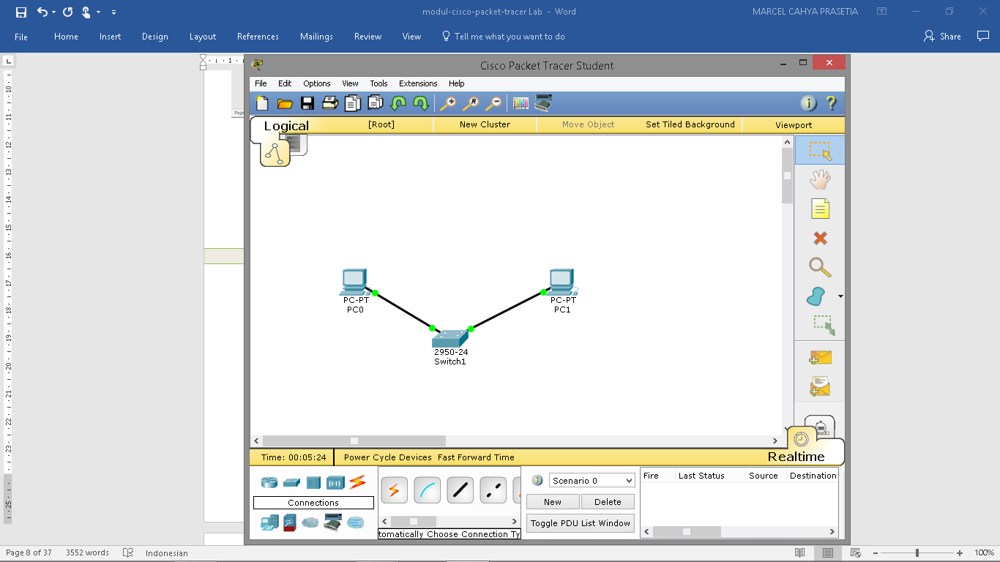 modul-cisco-packet-tracer Lab - Word
MARCEL CAHYA PRASETIA
File Home Insert Design Layout References Mailings Review View Tell me what you want to do Share
Cisco Packet Tracer Student
File Edit Options View Tools Extensions Help
Logical [Root] New Cluster Move Object Set Tiled Background Viewport
PC-PT
PC0
PC-PT
PC1
2950-24
Switch1
Time: 00:05:24 Power Cycle Devices Fast Forward Time Realtime
Connections
tomatically Choose Connection Ty
Scenario 0
New Delete
Toggle PDU List Window
Fire Last Status Source Destination
Page 8 of 37 3552 words Indonesian 100%